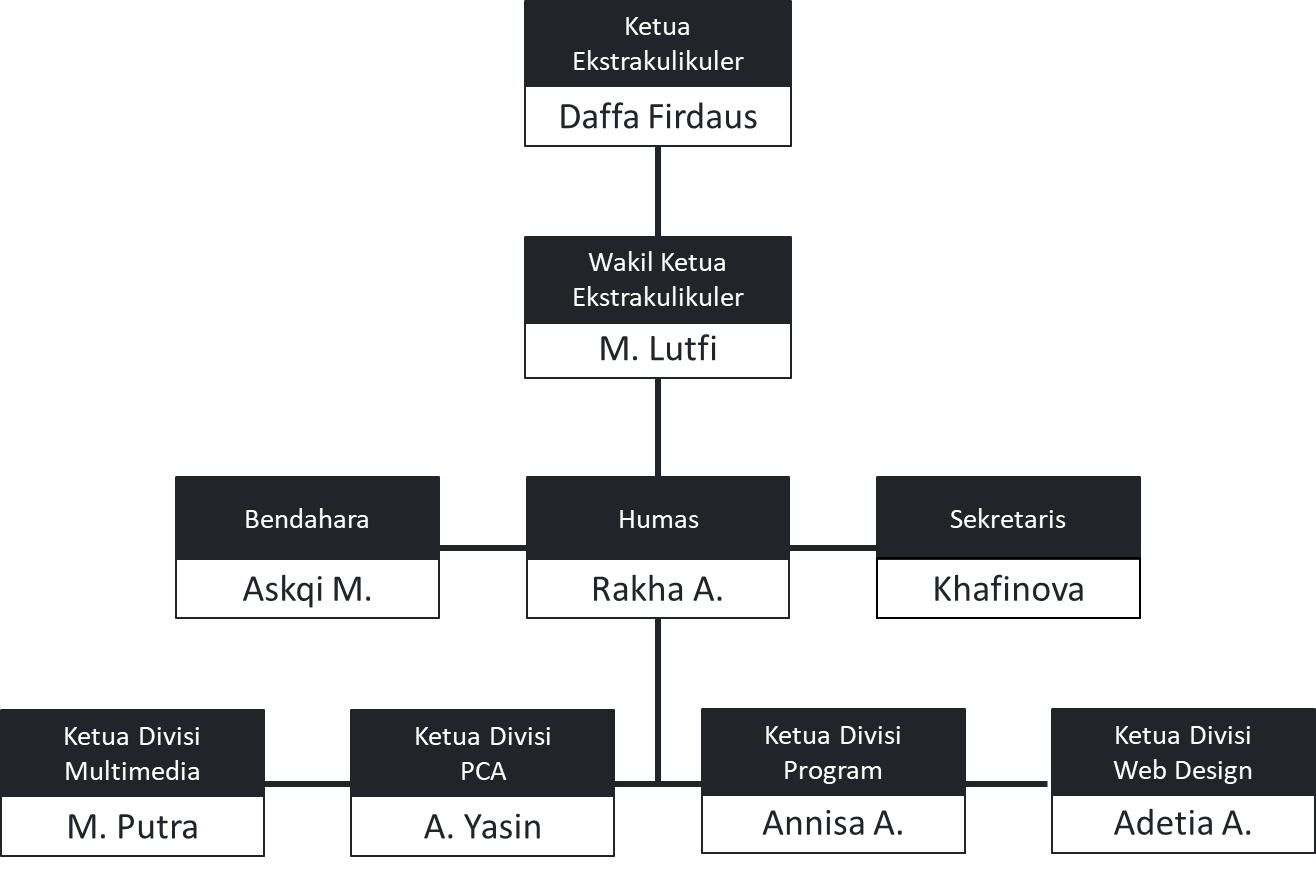 Ketua
Ekstrakulikuler
Daffa Firdaus
Wakil Ketua
Ekstrakulikuler
M. Lutfi
Bendahara
Askqi M.
Humas
Rakha A.
Sekretaris
Khafinova
Ketua Divisi
Multimedia
M. Putra
Ketua Divisi
PCA
A. Yasin
Ketua Divisi
Program
Annisa A.
Ketua Divisi
Web Design
Adetia A.